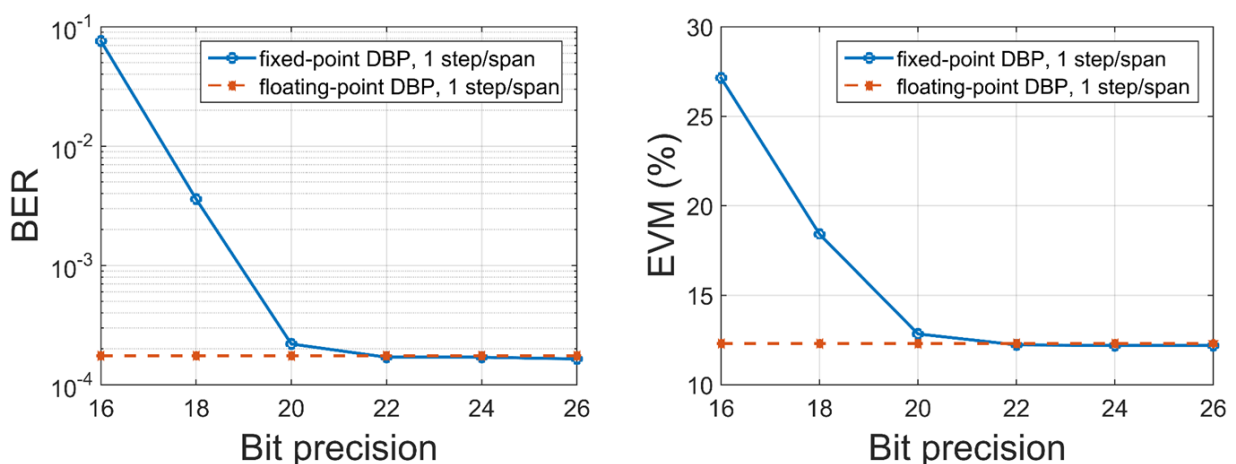 10^-1
10^-2
10^-3
10^-4
BER
fixed-point DBP, 1 step/span
floating-point DBP, 1 step/span
16 18 20 22 24 26
Bit precision
30
25
20
15
10
EVM (%)
fixed-point DBP, 1 step/span
floating-point DBP, 1 step/span
16 18 20 22 24 26
Bit precision